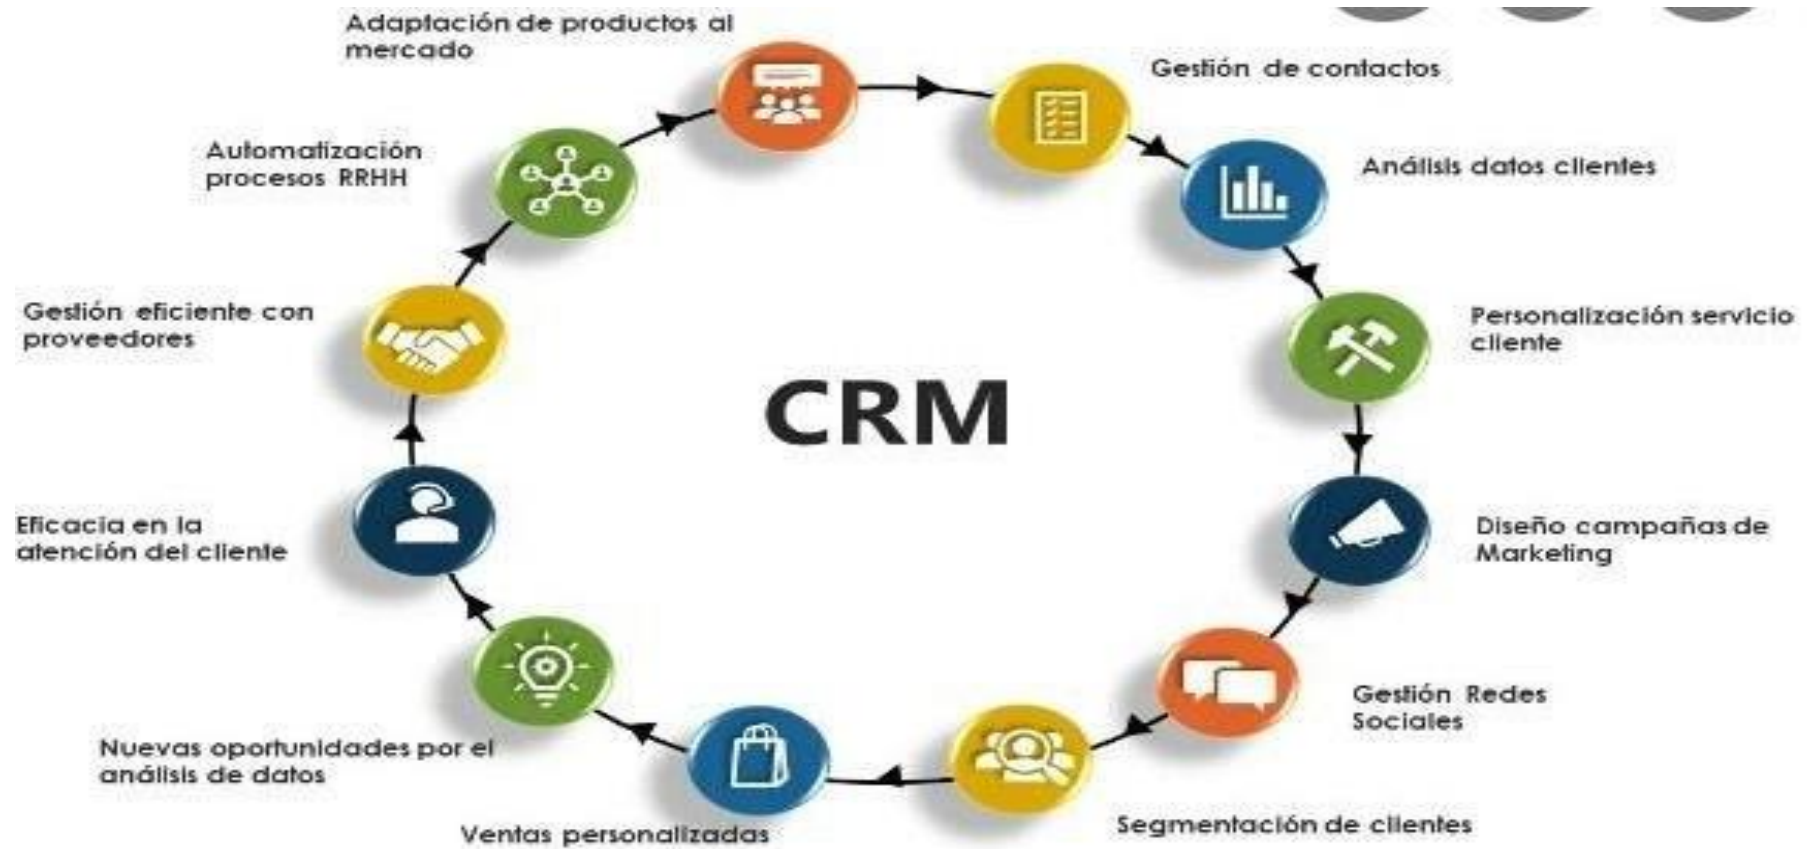 Adaptación de productos al
mercado
Gestión de contactos
Análisis datos clientes
Personalización servicio
cliente
Diseño campañas de
Marketing
Gestión Redes
Sociales
Segmentación de clientes
Ventas personalizadas
Nuevas oportunidades por el
análisis de datos
Eficacia en la
atención del cliente
Gestión eficiente con
proveedores
Automatización
procesos RRHH
CRM